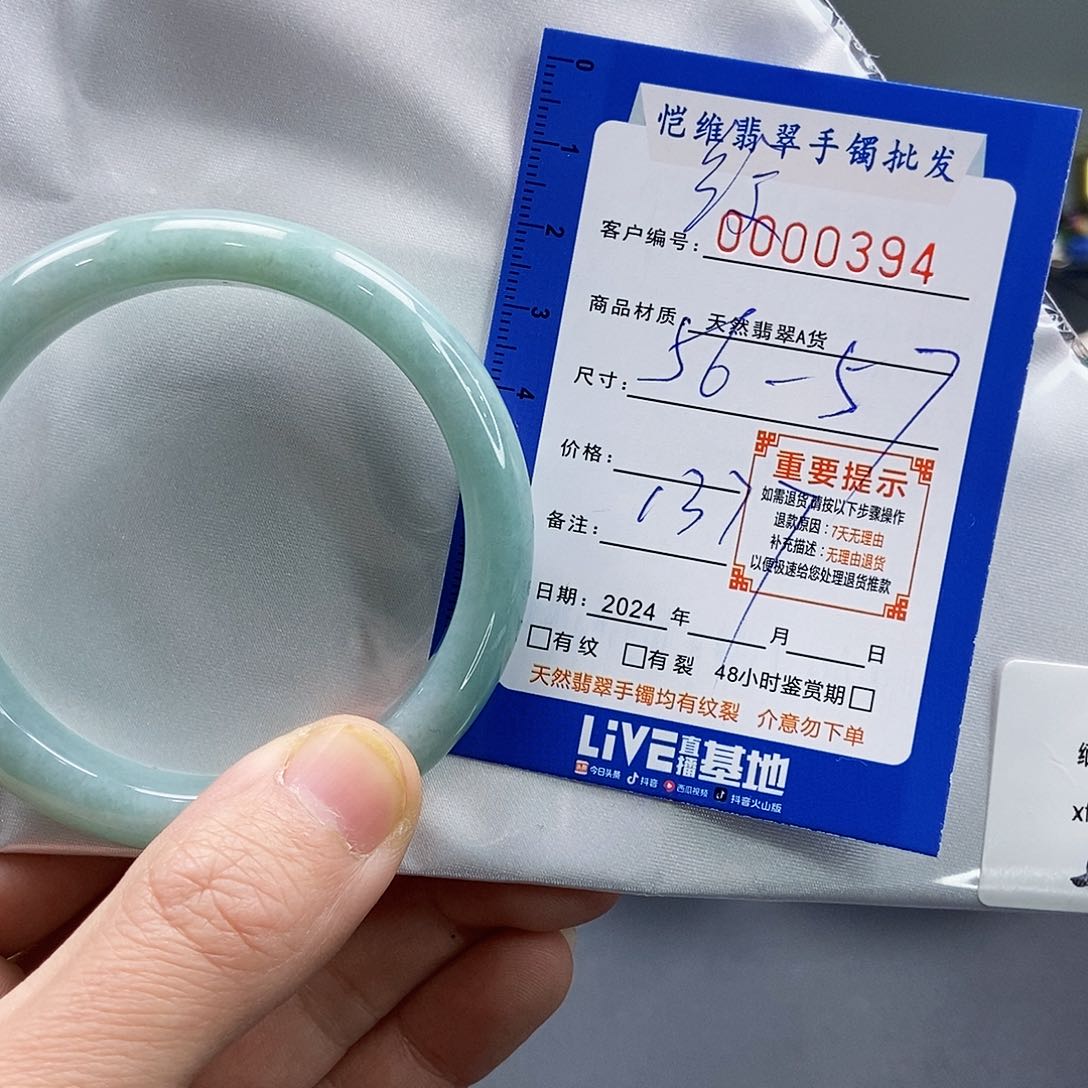 0
1
2
3
4
恺维翡翠手镯批发
客户编号: 0000394
商品材质: 天然翡翠A货
尺寸: 56-57
价格: 1377
重要提示
如需退货请按以下步骤操作
退款原因:7天无理由
补充描述:无理由退货
以便极速给您处理退货推款
备注:
日期: 2024 年 月 日
□有纹 □有裂 48小时鉴赏期□
天然翡翠手镯均有纹裂 介意勿下单
LiVE直播基地
今日头条 抖音 西瓜视频 抖音火山版